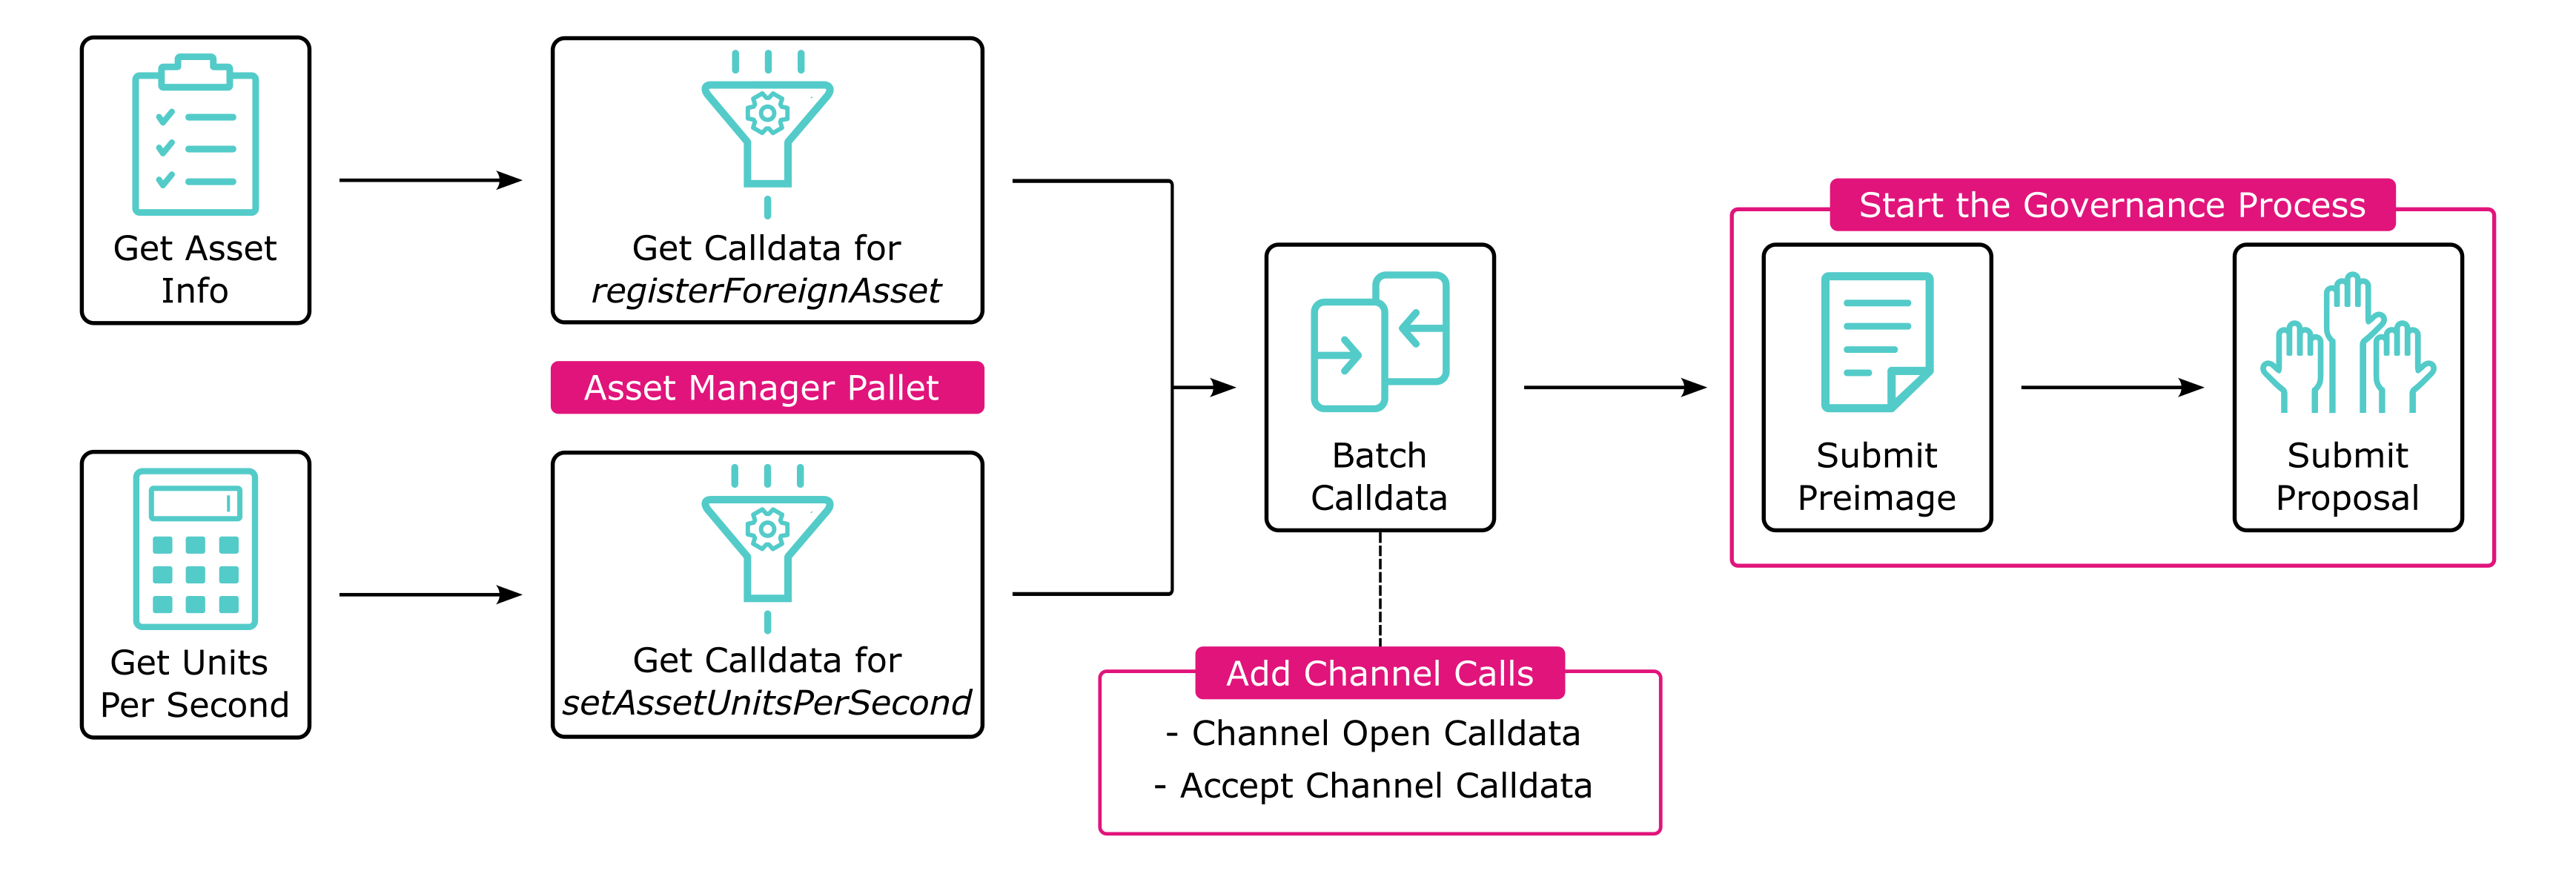 Get Asset
Info
Get Calldata for
registerForeignAsset
Asset Manager Pallet
Get Units
Per Second
Get Calldata for
setAssetUnitsPerSecond
Batch
Calldata
Add Channel Calls
- Channel Open Calldata
- Accept Channel Calldata
Start the Governance Process
Submit
Preimage
Submit
Proposal